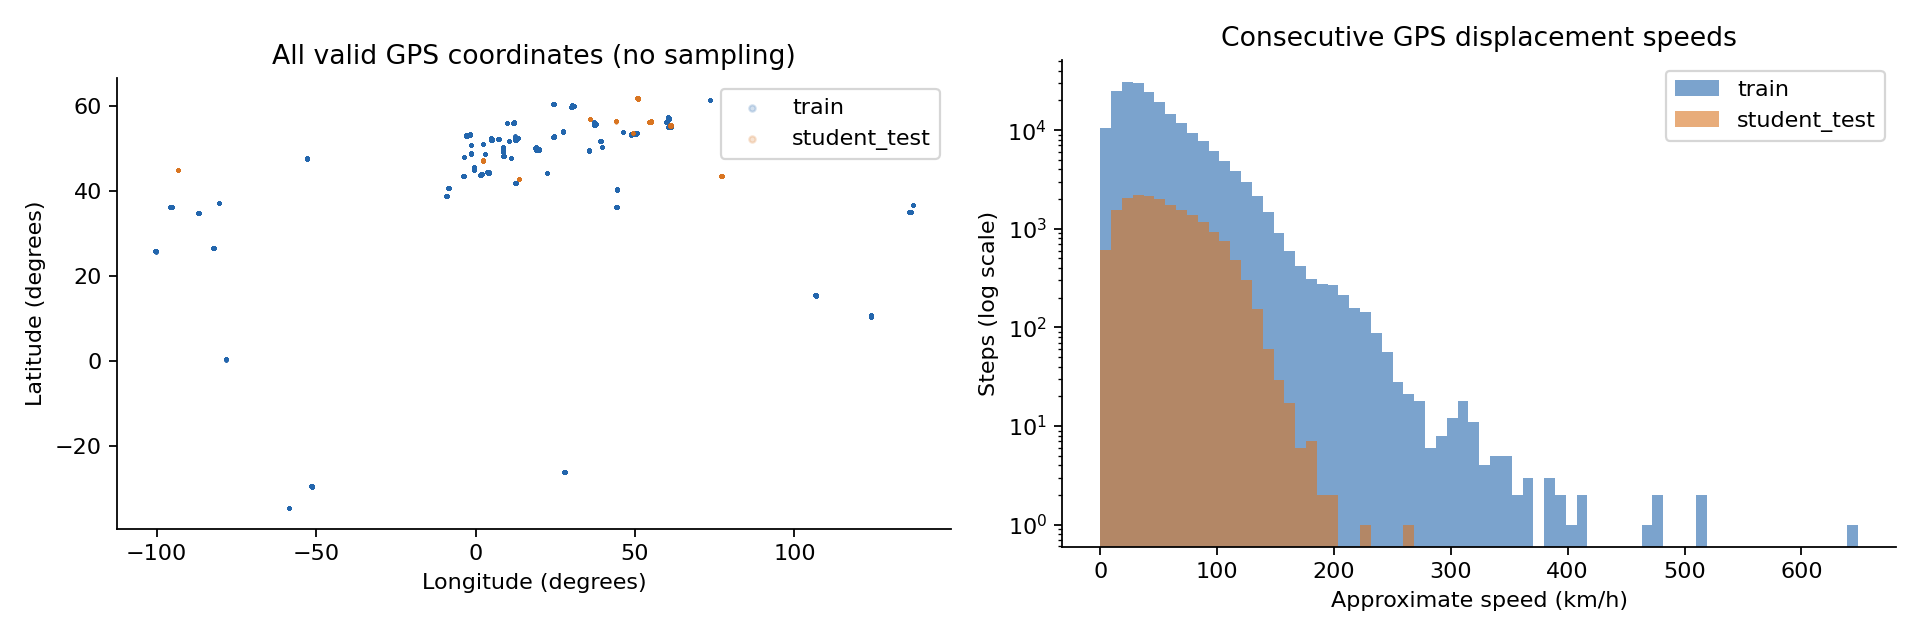 All valid GPS coordinates (no sampling)
train
student_test
60
40
20
0
−20
−100
−50
0
50
100
Latitude (degrees)
Longitude (degrees)
Consecutive GPS displacement speeds
train
student_test
10⁴
10³
10²
10¹
10⁰
0
100
200
300
400
500
600
Steps (log scale)
Approximate speed (km/h)